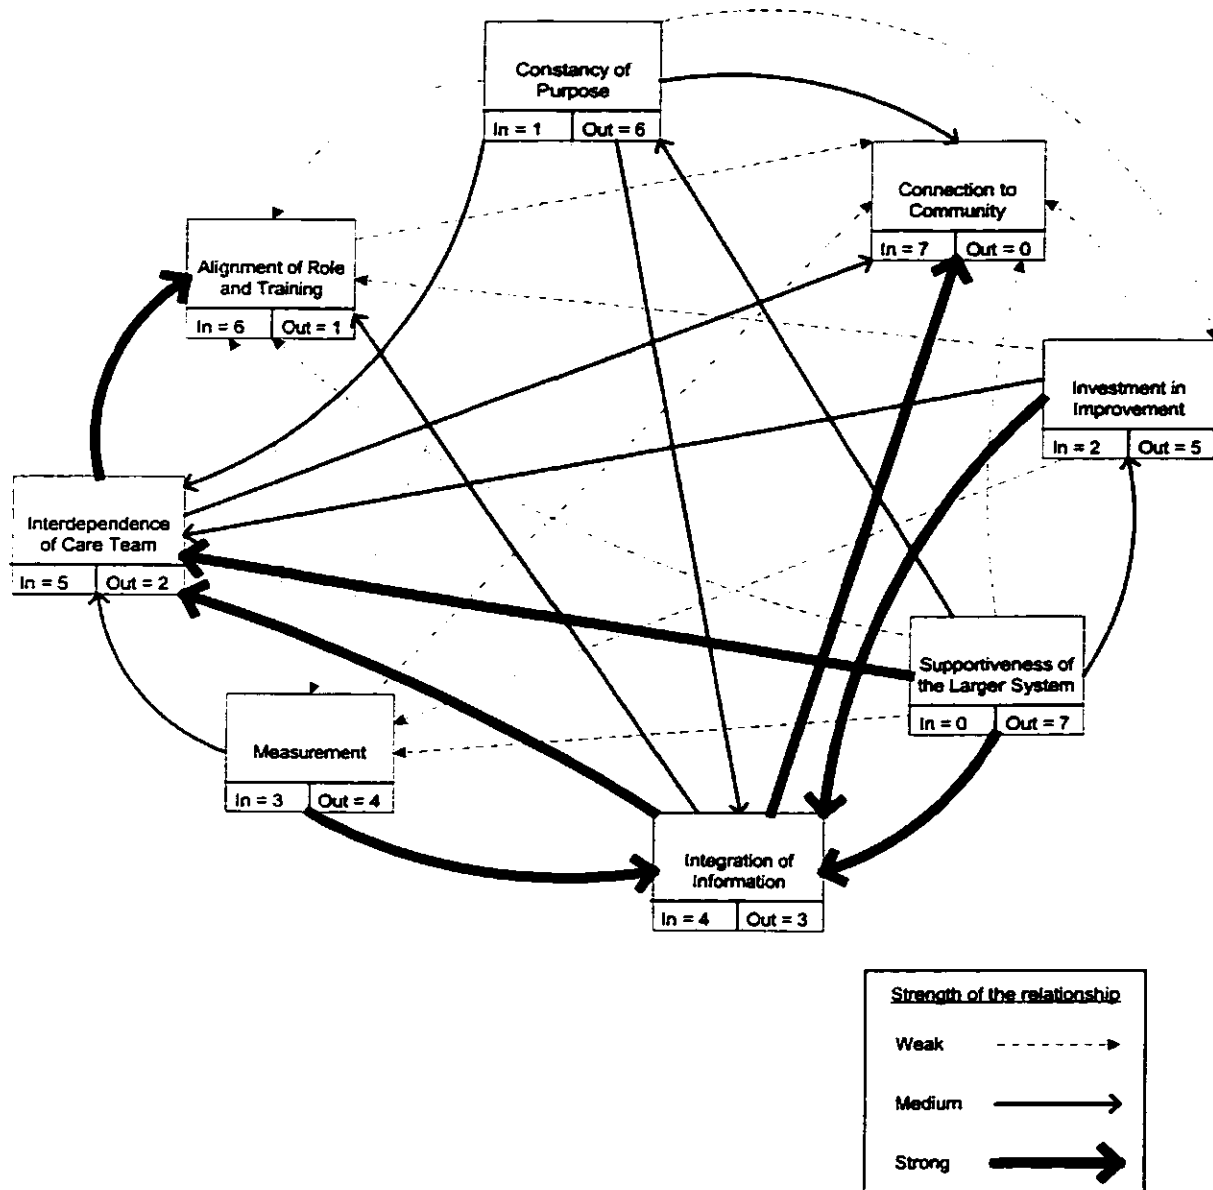 Constancy of
Purpose
In = 1 Out = 6
Connection to
Community
In = 7 Out = 0
Alignment of Role
and Training
In = 6 Out = 1
Investment in
Improvement
In = 2 Out = 5
Interdependence
of Care Team
In = 5 Out = 2
Supportiveness of
the Larger System
In = 0 Out = 7
Measurement
In = 3 Out = 4
Integration of
Information
In = 4 Out = 3
Strength of the relationship
Weak
Medium
Strong